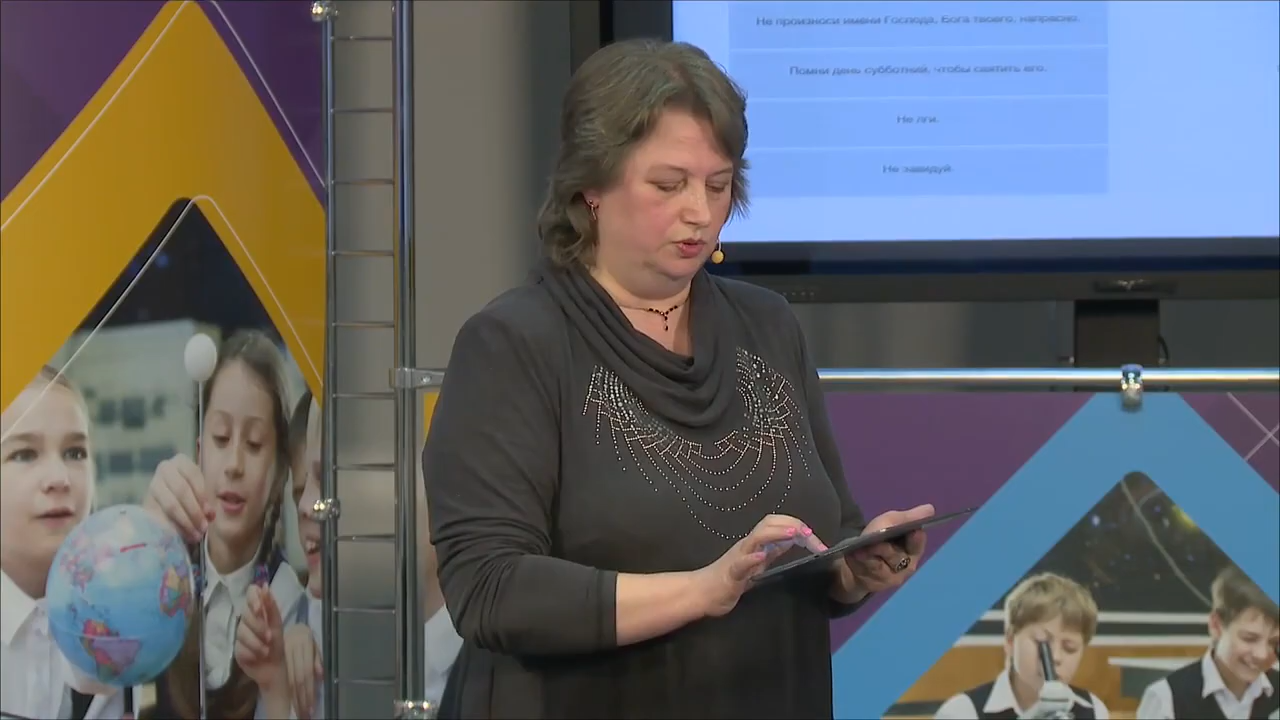 Не произноси имени Господа, Бога твоего, напрасно.
Помни день субботний, чтобы святить его.
Не лги.
Не завидуй.